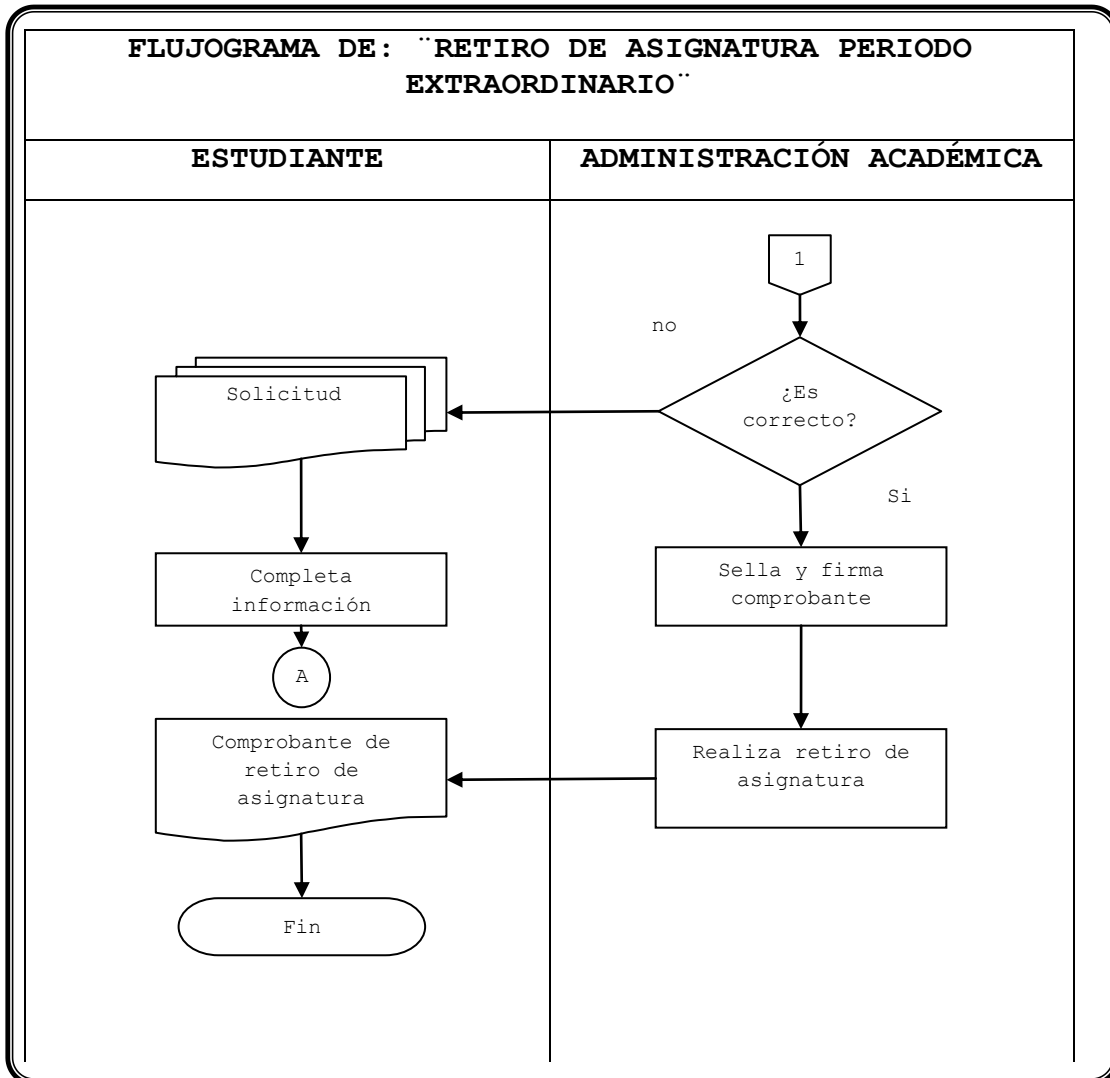 FLUJOGRAMA DE: ¨RETIRO DE ASIGNATURA PERIODO
EXTRAORDINARIO¨
ESTUDIANTE
ADMINISTRACIÓN ACADÉMICA
1
no
¿Es
correcto?
Solicitud
Si
Completa
información
Sella y firma
comprobante
A
Comprobante de
retiro de
asignatura
Realiza retiro de
asignatura
Fin